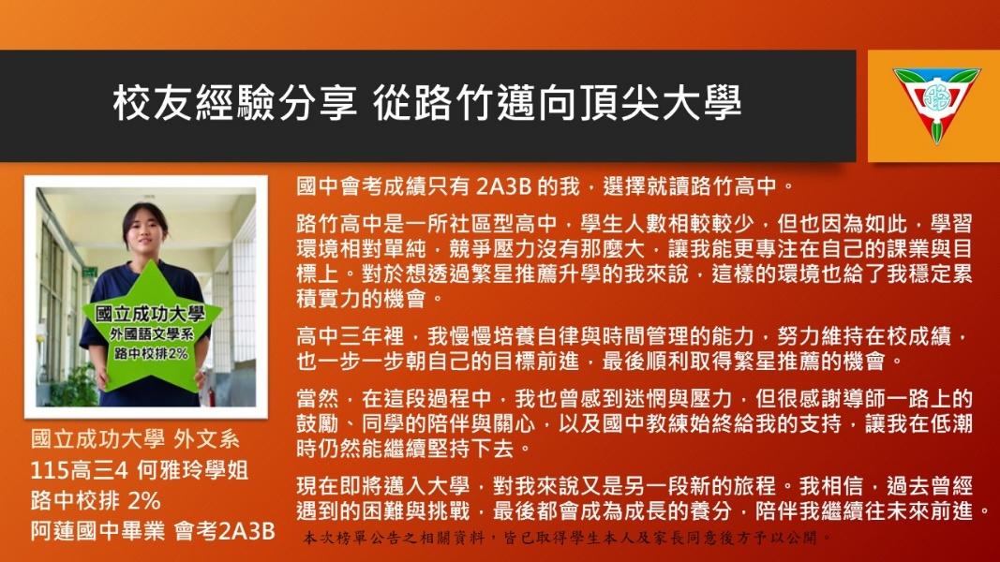 校友經驗分享 從路竹邁向頂尖大學
國中會考成績只有 2A3B 的我，選擇就讀路竹高中。
路竹高中是一所社區型高中，學生人數相較較少，但也因為如此，學習
環境相對單純，競爭壓力沒有那麼大，讓我能更專注在自己的課業與目
標上。對於想透過繁星推薦升學的我來說，這樣的環境也給了我穩定累
積實力的機會。
高中三年裡，我慢慢培養自律與時間管理的能力，努力維持在校成績，
也一步一步朝自己的目標前進，最後順利取得繁星推薦的機會。
當然，在這段過程中，我也曾感到迷惘與壓力，但很感謝導師一路上的
鼓勵、同學的陪伴與關心，以及國中教練始終給我的支持，讓我在低潮
時仍然能繼續堅持下去。
現在即將邁入大學，對我來說又是另一段新的旅程。我相信，過去曾經
遇到的困難與挑戰，最後都會成為成長的養分，陪伴我繼續往未來前進。
本次榜單公告之相關資料，皆已取得學生本人及家長同意後方予以公開。
國立成功大學
外國語文學系
路中校排2%
國立成功大學 外文系
115高三4 何雅玲學姐
路中校排 2%
阿蓮國中畢業 會考2A3B